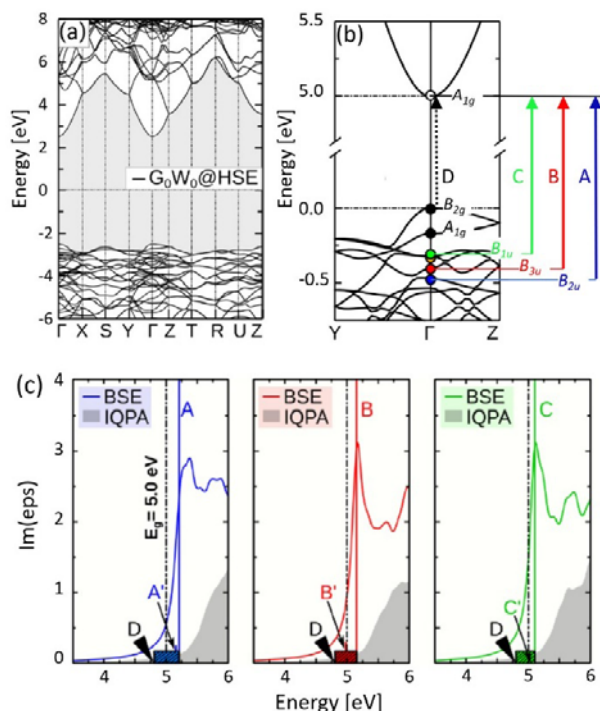 (a)
8
6
4
2
0
-2
-4
-6
Energy [eV]
G₀W₀@HSE
Γ X S Y Γ Z T R U Z
(b)
5.5
5.0
0.0
-0.5
Energy [eV]
A1g
D
B2g
A1g
B1u
B3u
B2u
C
B
A
Y Γ Z
(c)
4
3
2
1
0
Im(eps)
BSE
IQPA
A
E_g= 5.0 eV
A'
D
4 5 6
BSE
IQPA
B
B'
D
4 5 6
BSE
IQPA
C
C'
D
4 5 6
Energy [eV]